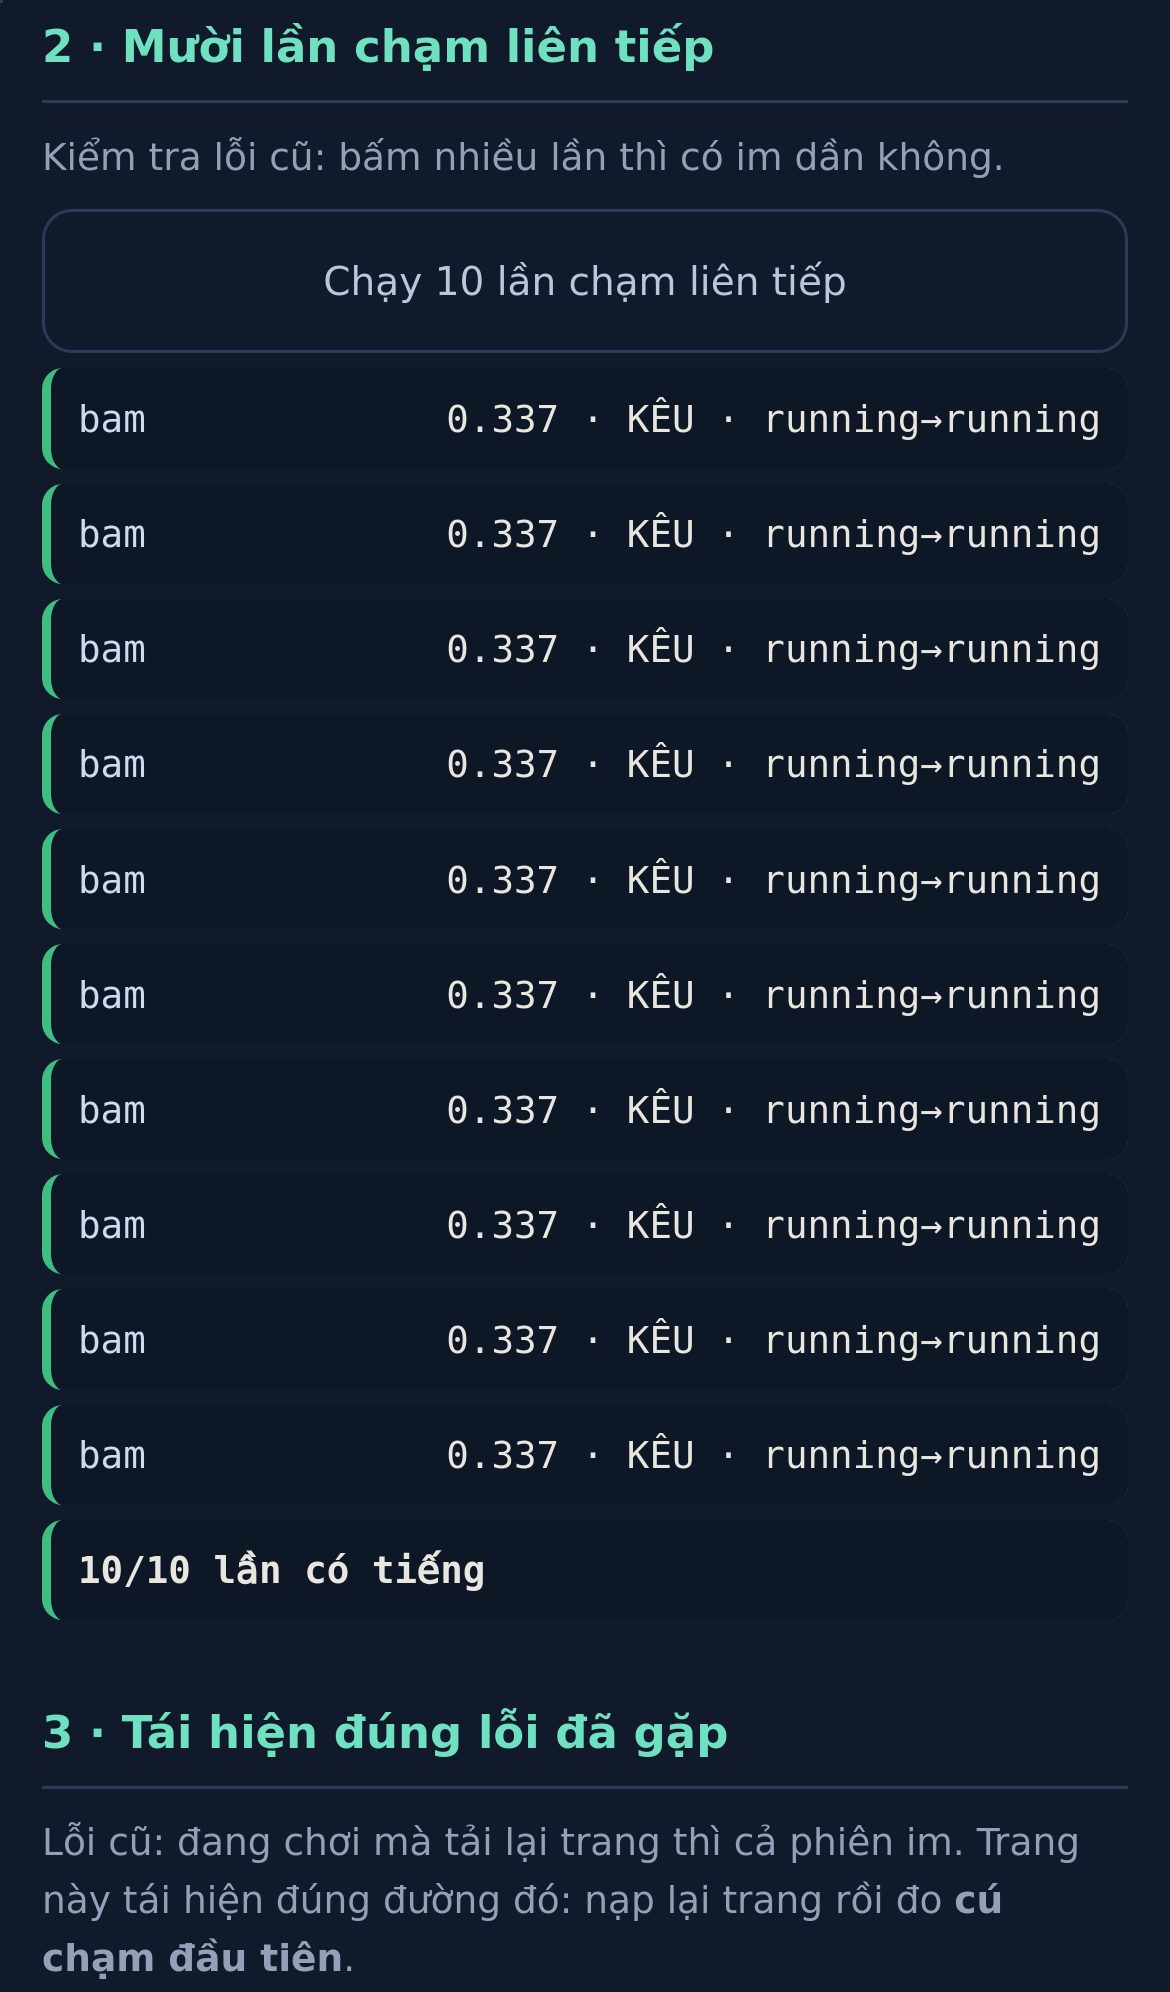 2 · Mười lần chạm liên tiếp
Kiểm tra lỗi cũ: bấm nhiều lần thì có im dần không.
Chạy 10 lần chạm liên tiếp
bam 0.337 · KÊU · running→running
bam 0.337 · KÊU · running→running
bam 0.337 · KÊU · running→running
bam 0.337 · KÊU · running→running
bam 0.337 · KÊU · running→running
bam 0.337 · KÊU · running→running
bam 0.337 · KÊU · running→running
bam 0.337 · KÊU · running→running
bam 0.337 · KÊU · running→running
bam 0.337 · KÊU · running→running
10/10 lần có tiếng
3 · Tái hiện đúng lỗi đã gặp
Lỗi cũ: đang chơi mà tải lại trang thì cả phiên im. Trang
này tái hiện đúng đường đó: nạp lại trang rồi đo cú
chạm đầu tiên.